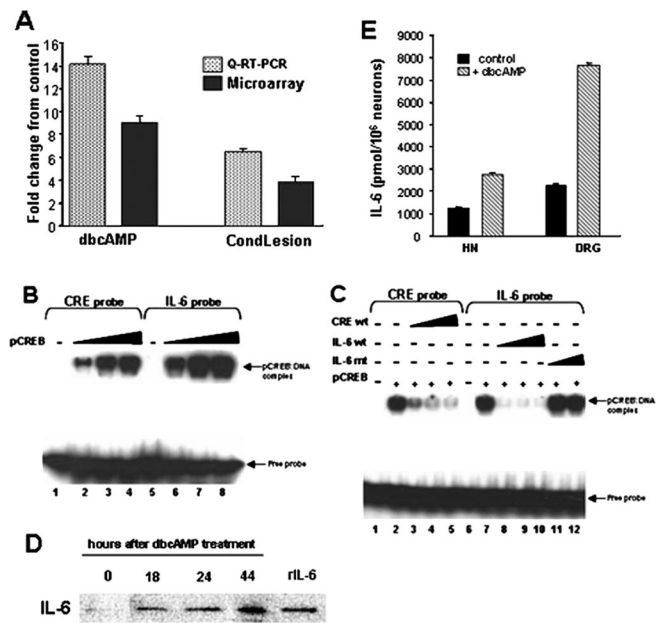 A
Fold change from control
16
14
12
10
8
6
4
2
0
Q-RT-PCR
Microarray
dbcAMP CondLesion
E
IL-6 (pmol/10⁶ neurons)
9000
8000
7000
6000
5000
4000
3000
2000
1000
0
control
+ dbcAMP
HN DRG
B
CRE probe IL-6 probe
pCREB - -
pCREB:DNA
complex
Free probe
1 2 3 4 5 6 7 8
C
CRE probe IL-6 probe
CRE wt - - - - - - - - -
IL-6 wt - - - - - - - - -
IL-6 mt - - - - - - - - - -
pCREB - + + + + - + + + + + +
pCREB:DNA
complex
Free probe
1 2 3 4 5 6 7 8 9 10 11 12
D
hours after dbcAMP treatment
0 18 24 44 rIL-6
IL-6